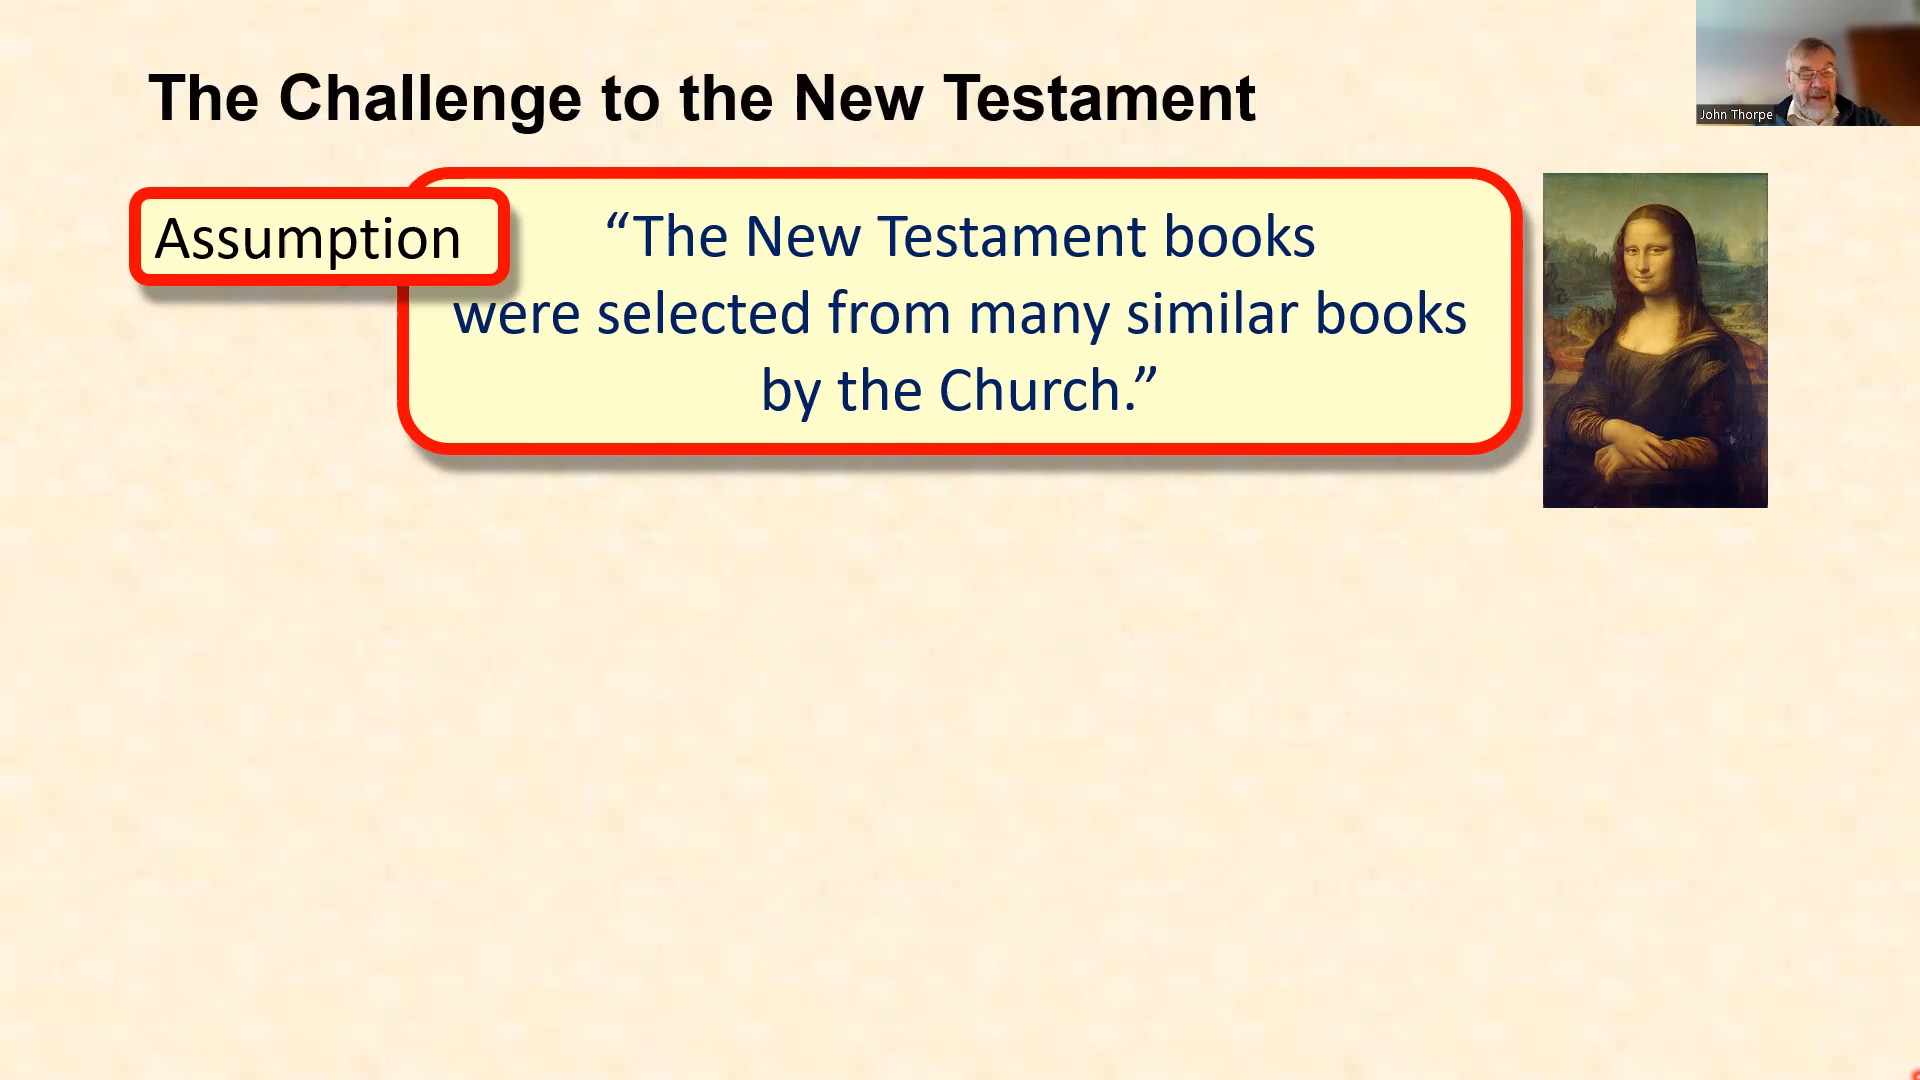 The Challenge to the New Testament
John Thorpe
Assumption
“The New Testament books
were selected from many similar books
by the Church.”